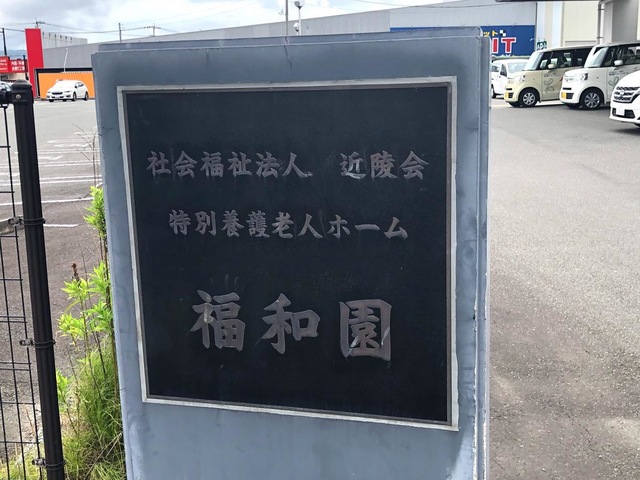 社会福祉法人　近陵会
特別養護老人ホーム
福和園